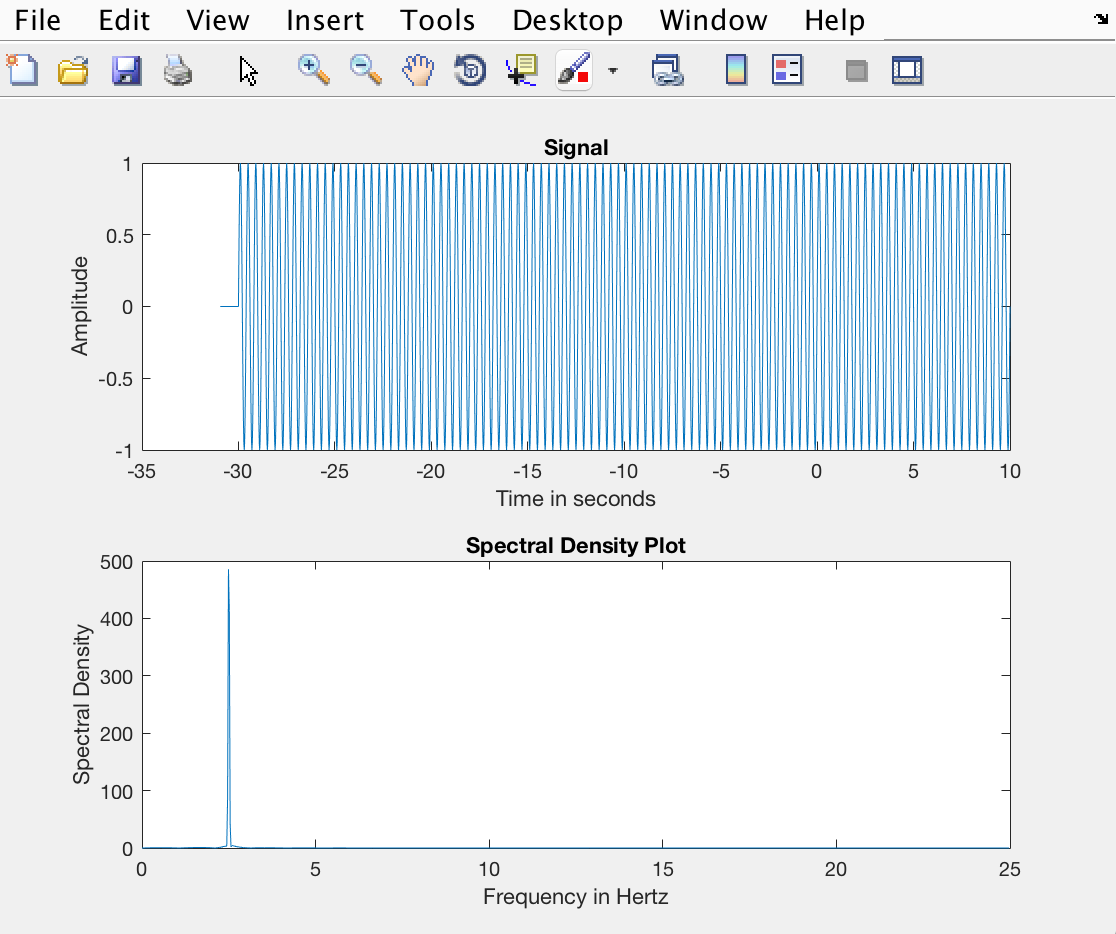 File Edit View Insert Tools Desktop Window Help
Signal
1
0.5
0
-0.5
-1
Amplitude
-35 -30 -25 -20 -15 -10 -5 0 5 10
Time in seconds
Spectral Density Plot
500
400
300
200
100
0
Spectral Density
0 5 10 15 20 25
Frequency in Hertz